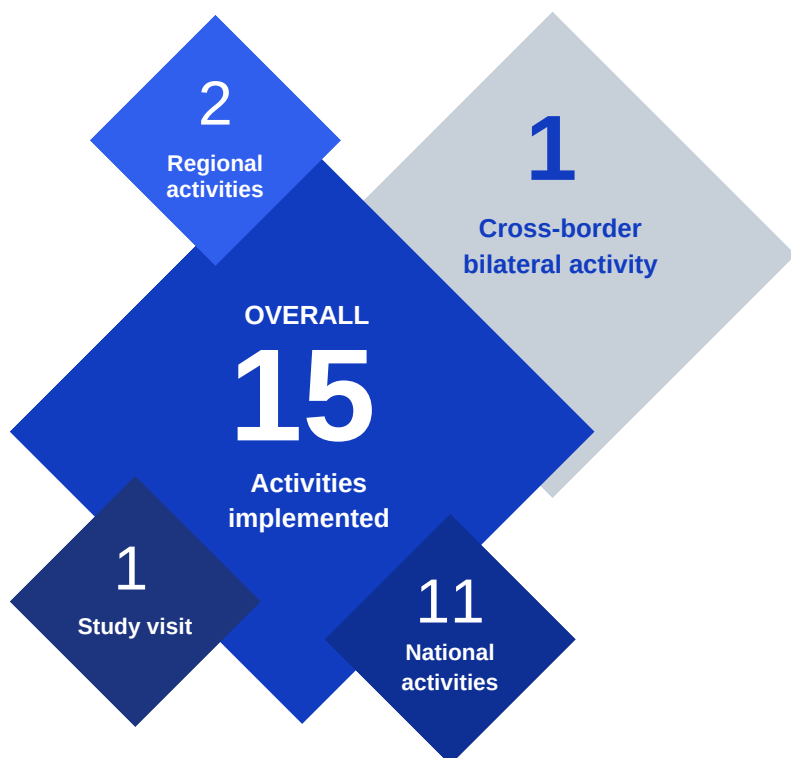 2
Regional
activities
1
Cross-border
bilateral activity
OVERALL
15
Activities
implemented
1
Study visit
11
National
activities